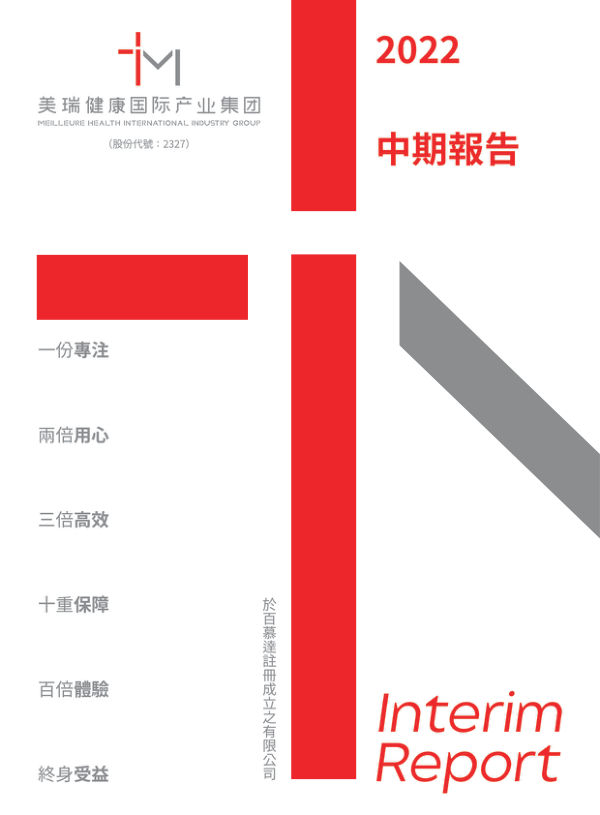 美瑞健康国际产业集团
MEILLEURE HEALTH INTERNATIONAL INDUSTRY GROUP
（股份代號：2327）
2022
中期報告
一份專注
兩倍用心
三倍高效
十重保障
百倍體驗
終身受益
於百慕達註冊成立之有限公司
Interim
Report